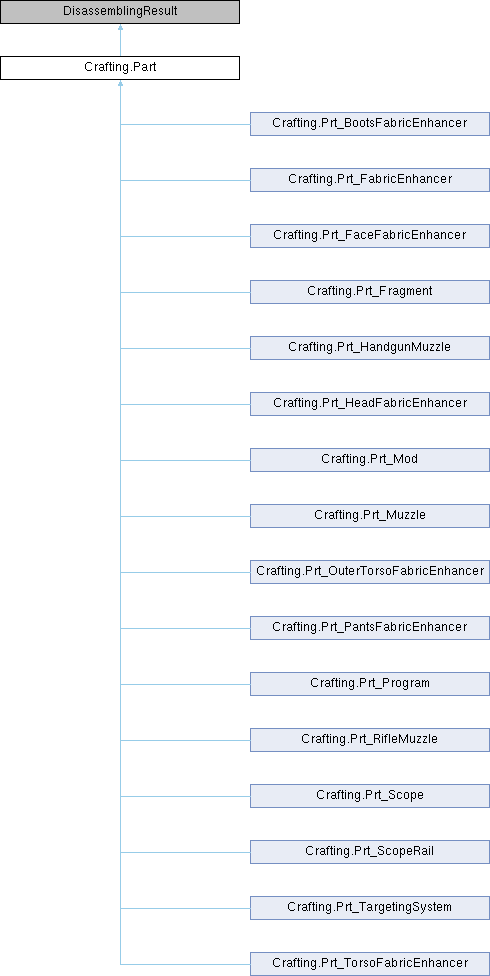 DisassemblingResult
Crafting.Part
Crafting.Prt_BootsFabricEnhancer
Crafting.Prt_FabricEnhancer
Crafting.Prt_FaceFabricEnhancer
Crafting.Prt_Fragment
Crafting.Prt_HandgunMuzzle
Crafting.Prt_HeadFabricEnhancer
Crafting.Prt_Mod
Crafting.Prt_Muzzle
Crafting.Prt_OuterTorsoFabricEnhancer
Crafting.Prt_PantsFabricEnhancer
Crafting.Prt_Program
Crafting.Prt_RifleMuzzle
Crafting.Prt_Scope
Crafting.Prt_ScopeRail
Crafting.Prt_TargetingSystem
Crafting.Prt_TorsoFabricEnhancer